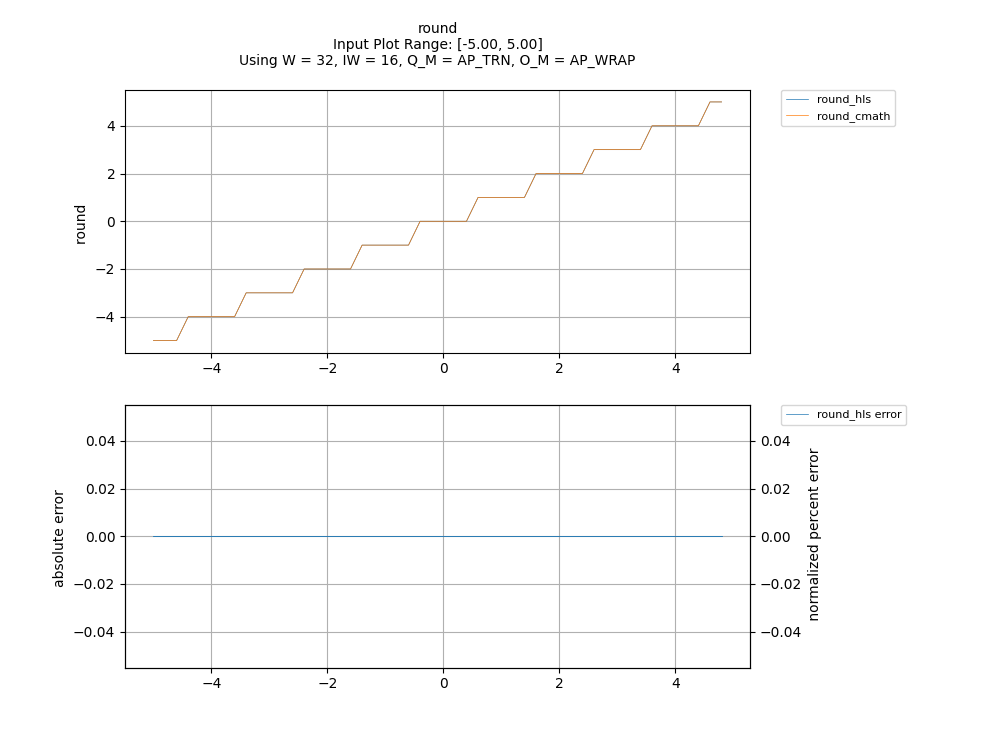 round
Input Plot Range: [-5.00, 5.00]
Using W = 32, IW = 16, Q_M = AP_TRN, O_M = AP_WRAP
round_hls
round_cmath
round
4
2
0
−2
−4
−4
−2
0
2
4
round_hls error
absolute error
0.04
0.02
0.00
−0.02
−0.04
0.04
0.02
0.00
−0.02
−0.04
normalized percent error
−4
−2
0
2
4